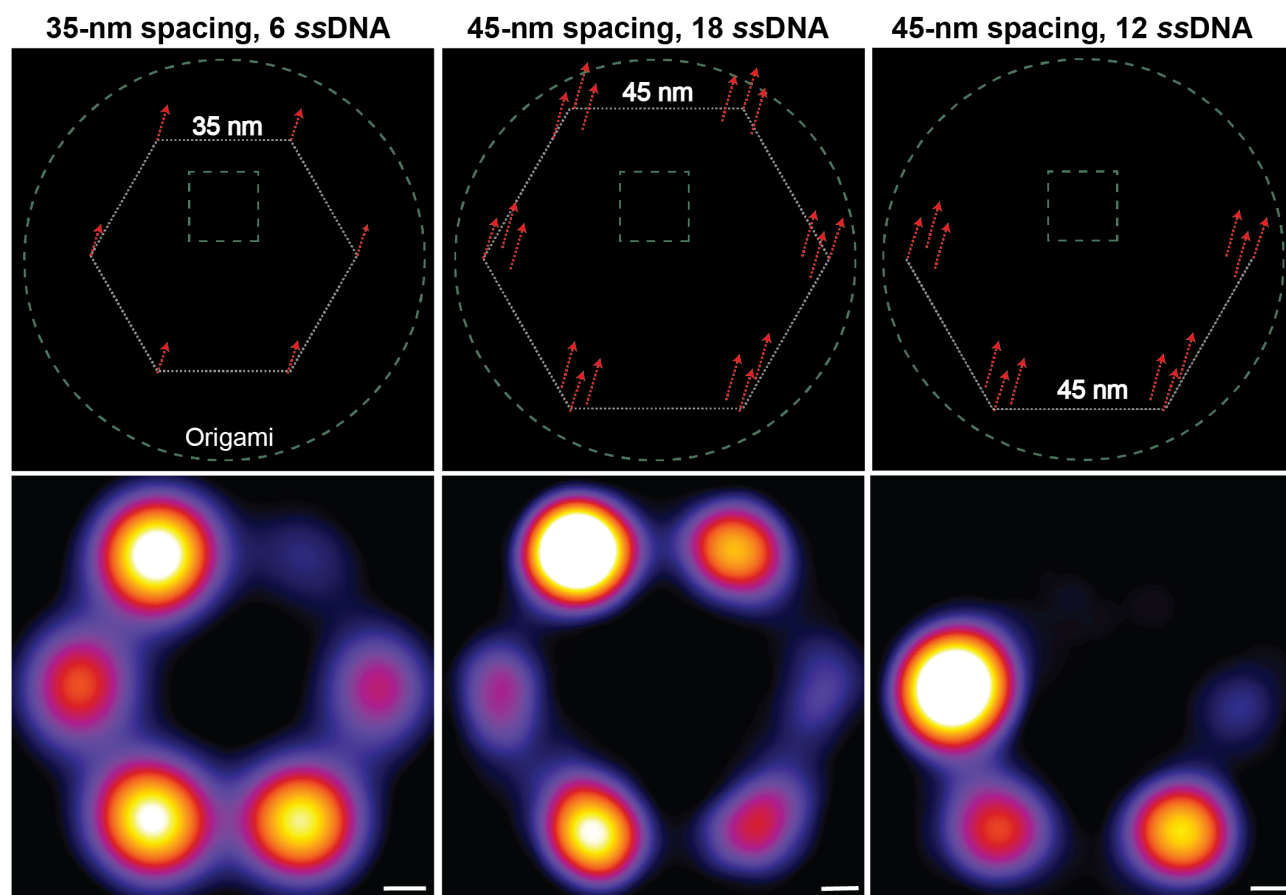 35-nm spacing, 6 ssDNA
45-nm spacing, 18 ssDNA
45-nm spacing, 12 ssDNA
35 nm
45 nm
45 nm
Origami